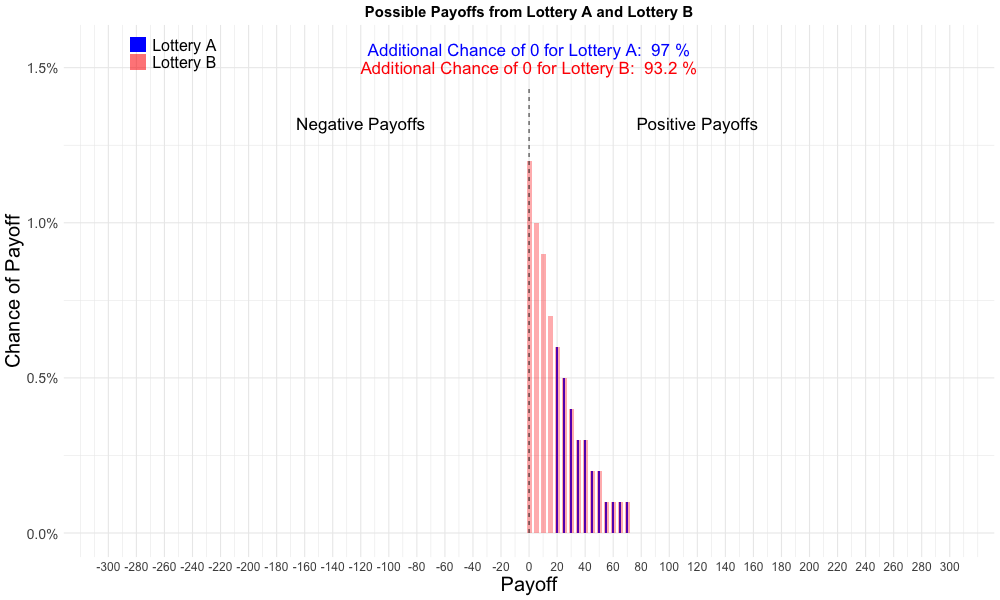 Possible Payoffs from Lottery A and Lottery B
Lottery A
Lottery B
Additional Chance of 0 for Lottery A:  97 %
Additional Chance of 0 for Lottery B:  93.2 %
Negative Payoffs
Positive Payoffs
Chance of Payoff
1.5%
1.0%
0.5%
0.0%
-300 -280 -260 -240 -220 -200 -180 -160 -140 -120 -100 -80 -60 -40 -20 0 20 40 60 80 100 120 140 160 180 200 220 240 260 280 300
Payoff